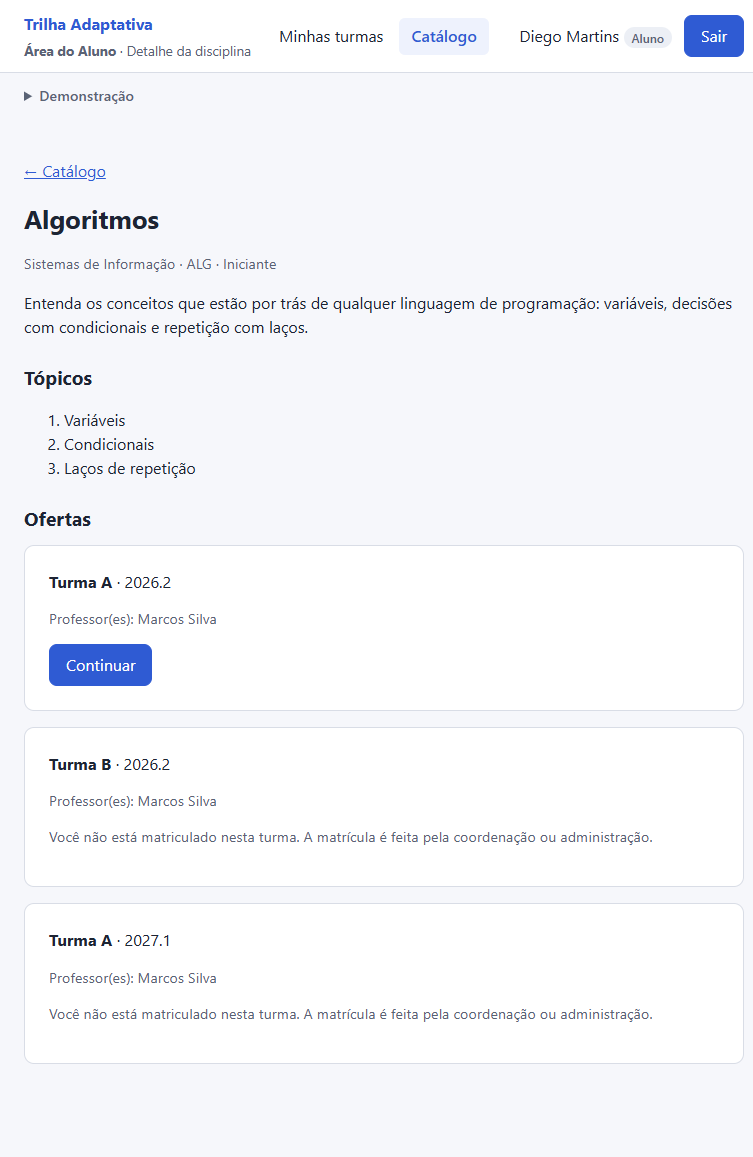 Trilha Adaptativa
Área do Aluno · Detalhe da disciplina
Minhas turmas
Catálogo
Diego Martins
Aluno
Sair
▶ Demonstração
← Catálogo
Algoritmos
Sistemas de Informação · ALG · Iniciante
Entenda os conceitos que estão por trás de qualquer linguagem de programação: variáveis, decisões
com condicionais e repetição com laços.
Tópicos
1. Variáveis
2. Condicionais
3. Laços de repetição
Ofertas
Turma A · 2026.2
Professor(es): Marcos Silva
Continuar
Turma B · 2026.2
Professor(es): Marcos Silva
Você não está matriculado nesta turma. A matrícula é feita pela coordenação ou administração.
Turma A · 2027.1
Professor(es): Marcos Silva
Você não está matriculado nesta turma. A matrícula é feita pela coordenação ou administração.